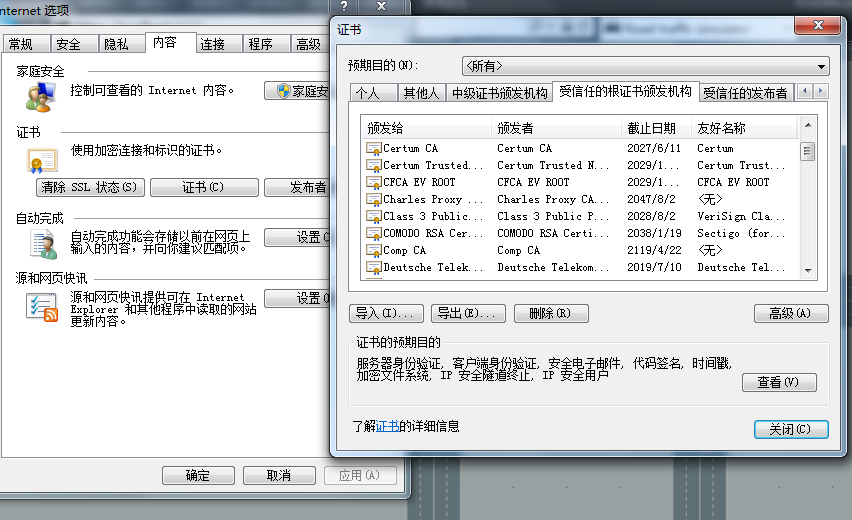 nternet 选项
常规 安全 隐私 内容 连接 程序 高级
家庭安全
控制可查看的 Internet 内容。
家庭安
证书
使用加密连接和标识的证书。
清除 SSL 状态(S) 证书(C) 发布者
自动完成
自动完成功能会存储以前在网页上
输入的内容，并向你建议匹配项。
设置
源和网页快讯
源和网页快讯提供可在 Internet
Explorer 和其他程序中读取的网站
更新内容。
设置
确定 取消 应用(A)
证书
预期目的(N): <所有>
个人 其他人 中级证书颁发机构 受信任的根证书颁发机构 受信任的发布者
颁发给 颁发者 截止日期 友好名称
Certum CA Certum CA 2027/6/11 Certum
Certum Trusted... Certum Trusted N... 2029/1... Certum Trust...
CFCA EV ROOT CFCA EV ROOT 2029/1... CFCA EV ROOT
Charles Proxy ... Charles Proxy CA... 2047/8/2 <无>
Class 3 Public... Class 3 Public P... 2028/8/2 VeriSign Cla...
COMODO RSA Cer... COMODO RSA Certi... 2038/1/19 Sectigo (for...
Comp CA Comp CA 2119/4/22 <无>
Deutsche Telek... Deutsche Telekom... 2019/7/10 Deutsche Tel...
导入(I)... 导出(E)... 删除(R) 高级(A)
证书的预期目的
服务器身份验证, 客户端身份验证, 安全电子邮件, 代码签名, 时间戳,
加密文件系统, IP 安全隧道终止, IP 安全用户
查看(V)
了解证书的详细信息
关闭(C)